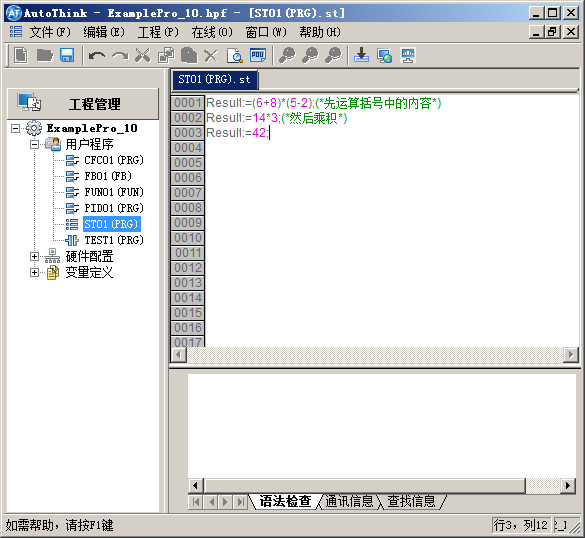 AutoThink - ExamplePro_10.hpf - [ST01(PRG).st]
文件(F) 编辑(E) 工程(P) 在线(O) 窗口(W) 帮助(H)
POU
工程管理
ST01(PRG).st
ExamplePro_10
用户程序
CFC01(PRG)
FB01(FB)
FUN01(FUN)
PID01(PRG)
ST01(PRG)
TEST1(PRG)
硬件配置
变量定义
0001 Result:=(6+8)*(5-2);(*先运算括号中的内容*)
0002 Result:=14*3;(*然后乘积*)
0003 Result:=42;
0004
0005
0006
0007
0008
0009
0010
0011
0012
0013
0014
0015
0016
0017
语法检查 通讯信息 查找信息
如需帮助，请按F1键
行3, 列12